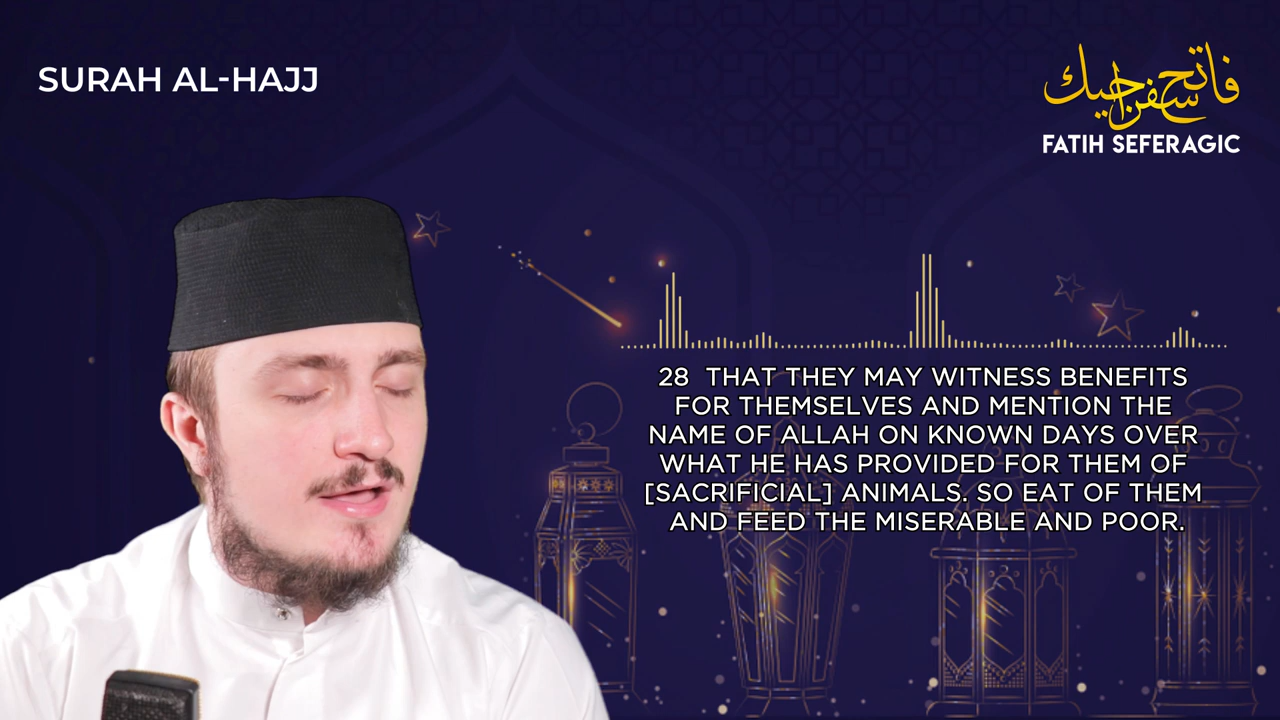 SURAH AL-HAJJ
فاتح سفراجيك
FATIH SEFERAGIC
28 THAT THEY MAY WITNESS BENEFITS
FOR THEMSELVES AND MENTION THE
NAME OF ALLAH ON KNOWN DAYS OVER
WHAT HE HAS PROVIDED FOR THEM OF
[SACRIFICIAL] ANIMALS. SO EAT OF THEM
AND FEED THE MISERABLE AND POOR.